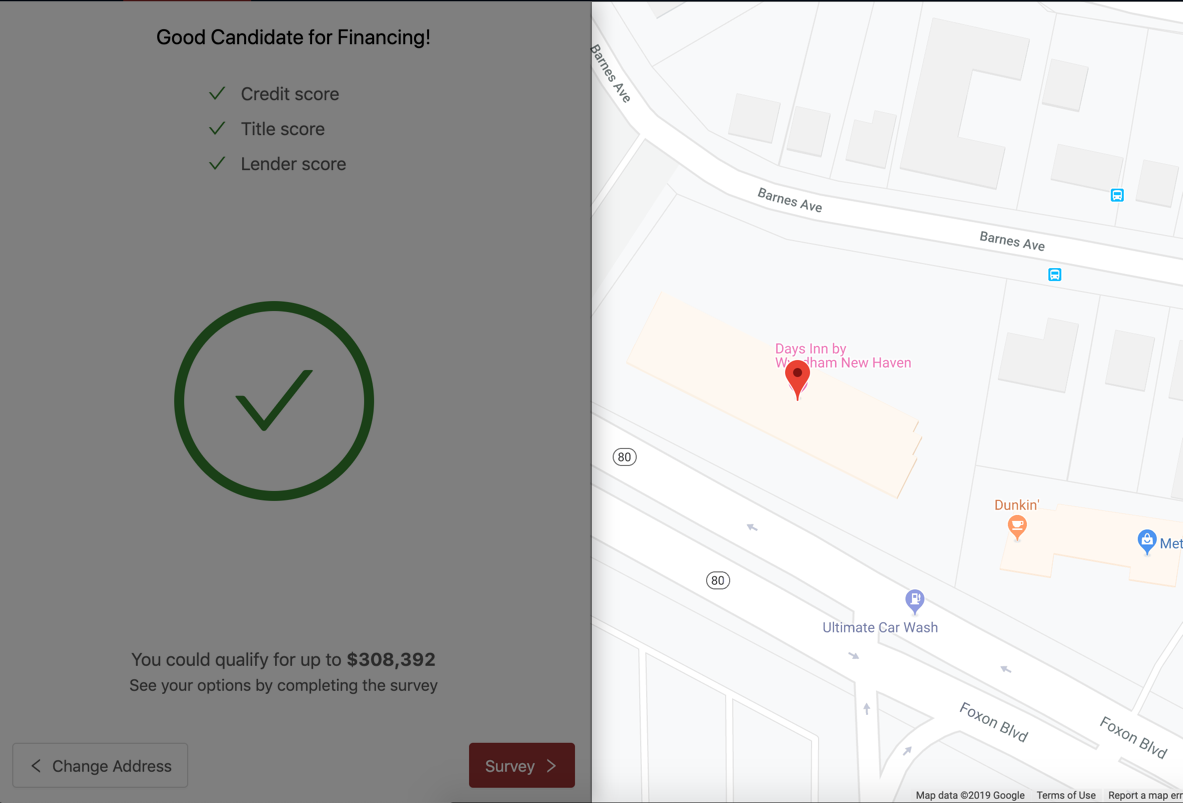 Good Candidate for Financing!
Credit score
Title score
Lender score
You could qualify for up to $308,392
See your options by completing the survey
Change Address
Survey
Barnes Ave
Barnes Ave
Barnes Ave
Days Inn by
Wyndham New Haven
80
Dunkin'
Met
80
Ultimate Car Wash
Foxon Blvd
Foxon Blvd
Map data ©2019 Google
Terms of Use
Report a map err